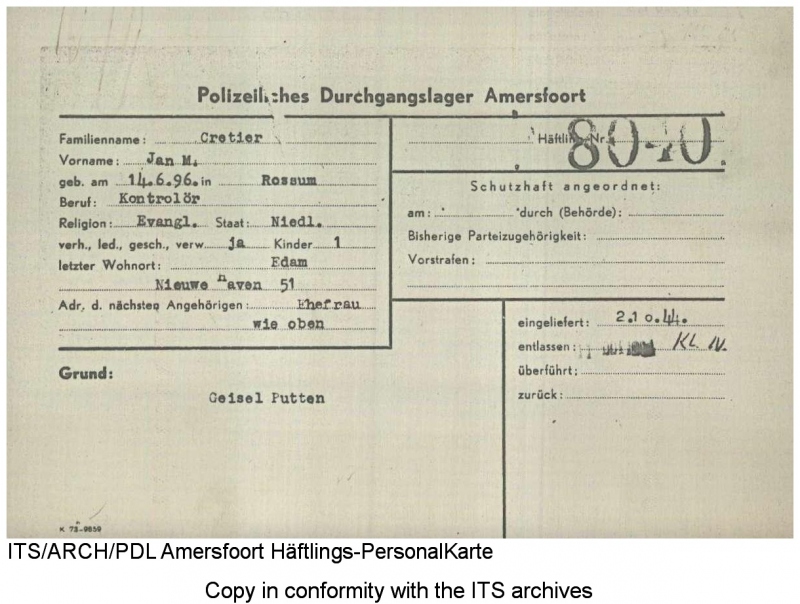 Polizeiliches Durchgangslager Amersfoort
Familienname: Cretier
Vorname: Jan M.
geb. am 14.6.96. in Rossum
Beruf: Kontrolör
Religion: Evangl. Staat: Niedl.
verh., led., gesch., verw. ja Kinder 1
letzter Wohnort: Edam
Nieuwe Haven 51
Adr. d. nächsten Angehörigen: Ehefrau
wie oben
Häftling Nr. 8040.
Schutzhaft angeordnet:
am: durch (Behörde):
Bisherige Parteizugehörigkeit:
Vorstrafen:
eingeliefert: 2.10.44.
entlassen: KL N.
überführt:
zurück:
Grund:
Geisel Putten
ITS/ARCH/PDL Amersfoort Häftlings-PersonalKarte
Copy in conformity with the ITS archives